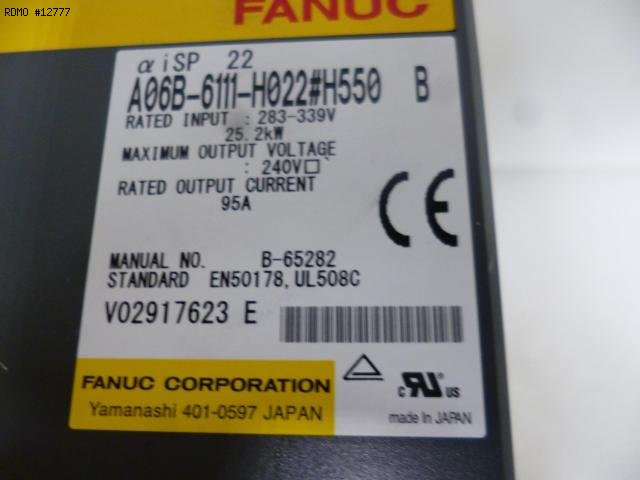 RDMO #12777
FANUC
αiSP 22
A06B-6111-H022#H550 B
RATED INPUT : 283-339V
25.2kW
MAXIMUM OUTPUT VOLTAGE
: 240V□
RATED OUTPUT CURRENT
95A
CE
MANUAL NO. B-65282
STANDARD EN50178,UL508C
V02917623 E
FANUC CORPORATION
Yamanashi 401-0597 JAPAN
c RU US
made In JAPAN